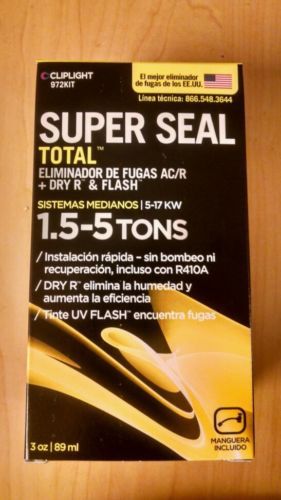 CLIPLIGHT
972KIT
El mejor eliminador
de fugas de los EE.UU.
Línea técnica: 866.548.3644
SUPER SEAL
TOTAL™
ELIMINADOR DE FUGAS AC/R
+ DRY R™ & FLASH™
SISTEMAS MEDIANOS | 5-17 KW
1.5-5 TONS
/ Instalación rápida – sin bombeo ni
recuperación, incluso con R410A
/ DRY R™ elimina la humedad y
aumenta la eficiencia
/ Tinte UV FLASH™ encuentra fugas
3 oz | 89 ml
MANGUERA
INCLUIDO